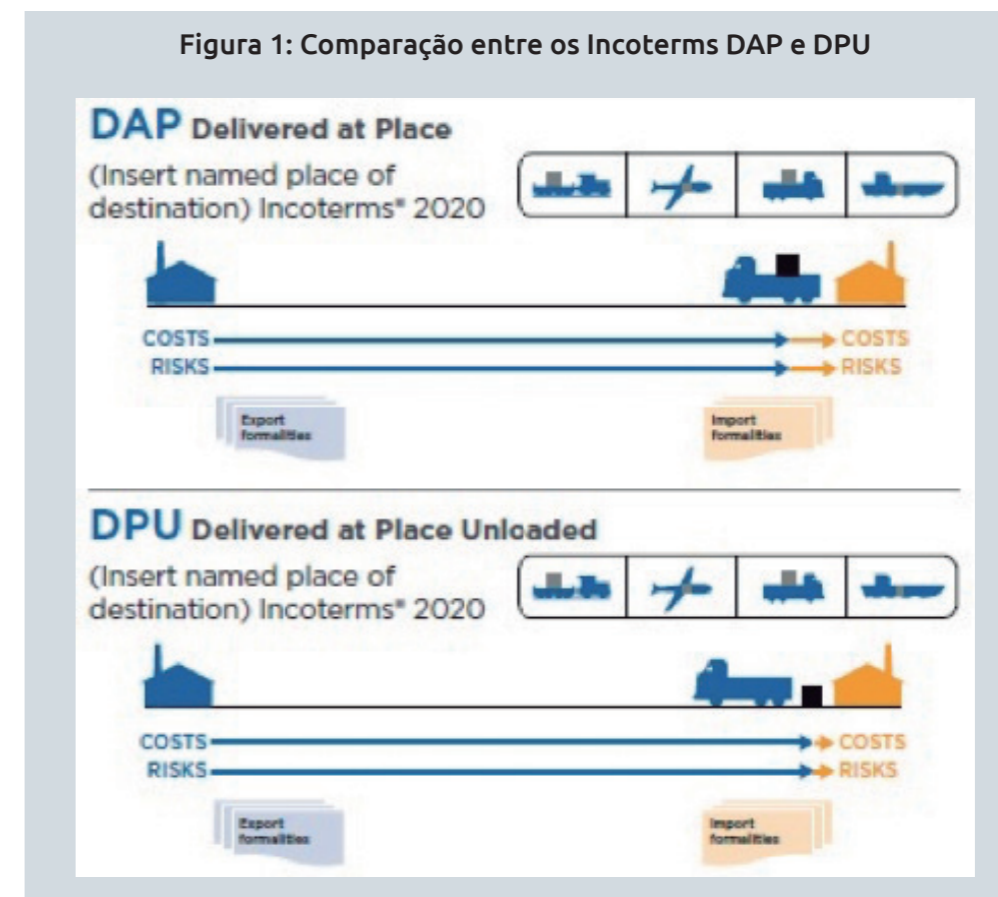 Figura 1: Comparação entre os Incoterms DAP e DPU
DAP Delivered at Place
(Insert named place of
destination) Incoterms® 2020
COSTS COSTS
RISKS RISKS
Export
formalities
Import
formalities
DPU Delivered at Place Unloaded
(Insert named place of
destination) Incoterms® 2020
COSTS COSTS
RISKS RISKS
Export
formalities
Import
formalities